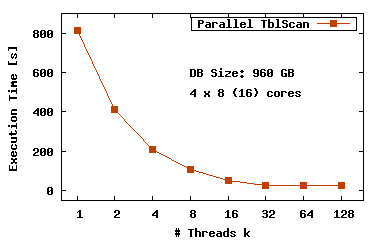 Parallel TblScan
DB Size: 960 GB
4 x 8 (16) cores
Execution Time [s]
800
600
400
200
0
1 2 4 8 16 32 64 128
# Threads k